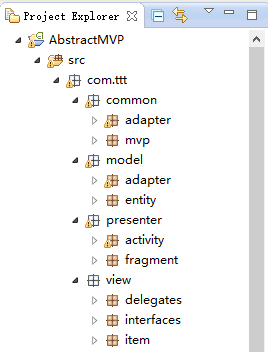 Project Explorer
AbstractMVP
src
com.ttt
common
adapter
mvp
model
adapter
entity
presenter
activity
fragment
view
delegates
interfaces
item